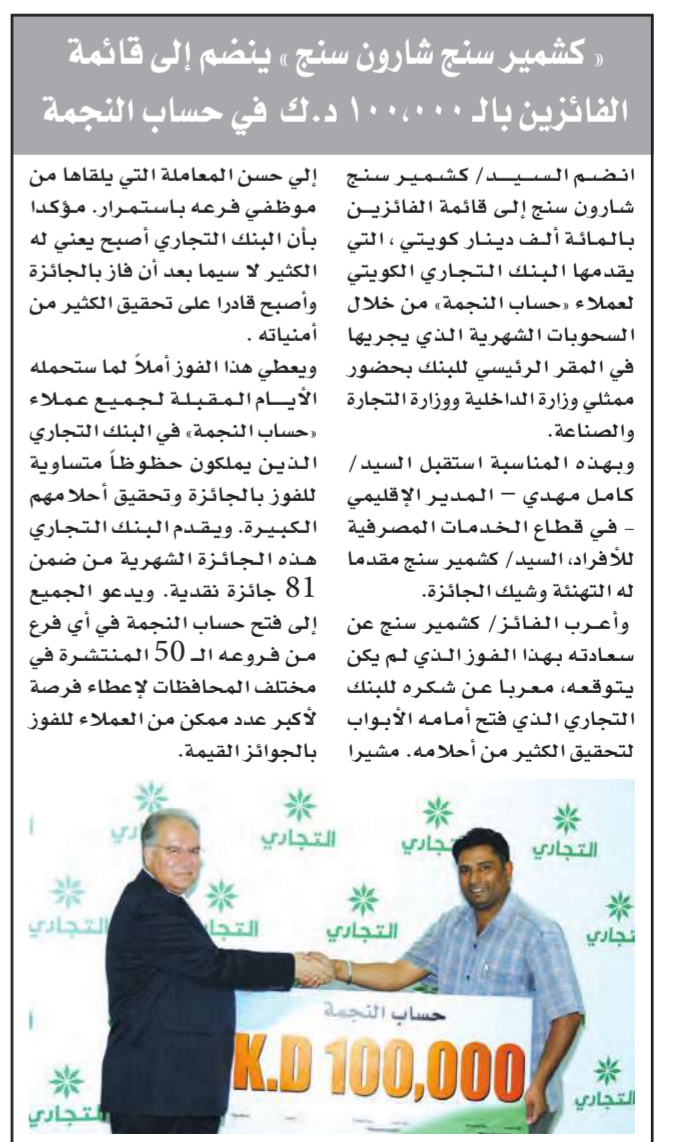 « كشمير سنج شارون سنج » ينضم إلى قائمة
الفائزين بالـ ١٠٠،٠٠٠ د.ك في حساب النجمة
انضم السيد/ كشمير سنج
شارون سنج إلى قائمة الفائزين
بالمائة ألف دينار كويتي ، التي
يقدمها البنك التجاري الكويتي
لعملاء «حساب النجمة» من خلال
السحوبات الشهرية الذي يجريها
في المقر الرئيسي للبنك بحضور
ممثلي وزارة الداخلية ووزارة التجارة
والصناعة.
وبهذه المناسبة استقبل السيد/
كامل مهدي – المدير الإقليمي
- في قطاع الخدمات المصرفية
للأفراد، السيد/ كشمير سنج مقدما
له التهنئة وشيك الجائزة.
وأعرب الفائز/ كشمير سنج عن
سعادته بهذا الفوز الذي لم يكن
يتوقعه، معربا عن شكره للبنك
التجاري الذي فتح أمامه الأبواب
لتحقيق الكثير من أحلامه. مشيرا
إلي حسن المعاملة التي يلقاها من
موظفي فرعه باستمرار. مؤكدا
بأن البنك التجاري أصبح يعني له
الكثير لا سيما بعد أن فاز بالجائزة
وأصبح قادرا على تحقيق الكثير من
أمنياته .
ويعطي هذا الفوز أملاً لما ستحمله
الأيام المقبلة لجميع عملاء
«حساب النجمة» في البنك التجاري
الذين يملكون حظوظاً متساوية
للفوز بالجائزة وتحقيق أحلامهم
الكبيرة. ويقدم البنك التجاري
هذه الجائزة الشهرية من ضمن
81 جائزة نقدية. ويدعو الجميع
إلى فتح حساب النجمة في أي فرع
من فروعه الـ 50 المنتشرة في
مختلف المحافظات لإعطاء فرصة
لأكبر عدد ممكن من العملاء للفوز
بالجوائز القيمة.
التجاري
التجاري
التجاري
التجاري
التجاري
التجاري
حساب النجمة
K.D 100,000
التجاري
التجاري